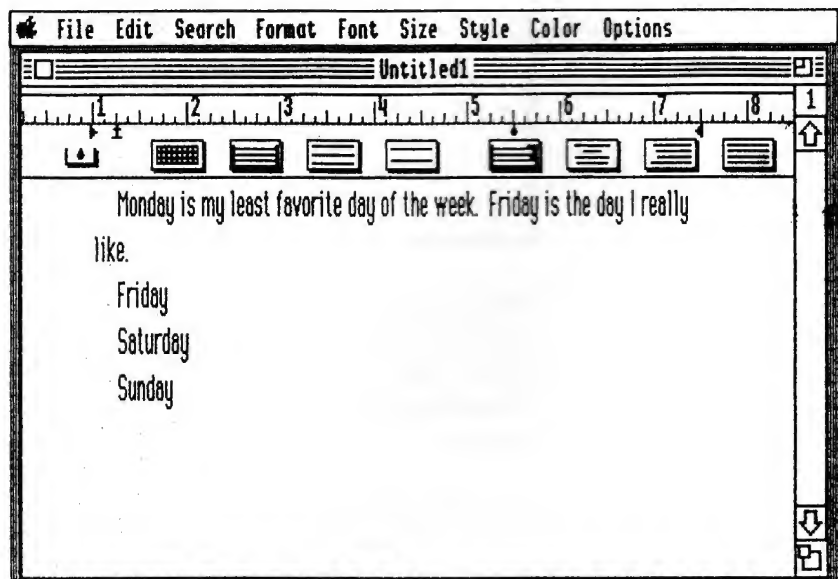 File Edit Search Format Font Size Style Color Options
Untitled1
1 2 3 4 5 6 7 8 1
Monday is my least favorite day of the week. Friday is the day I really
like.
Friday
Saturday
Sunday